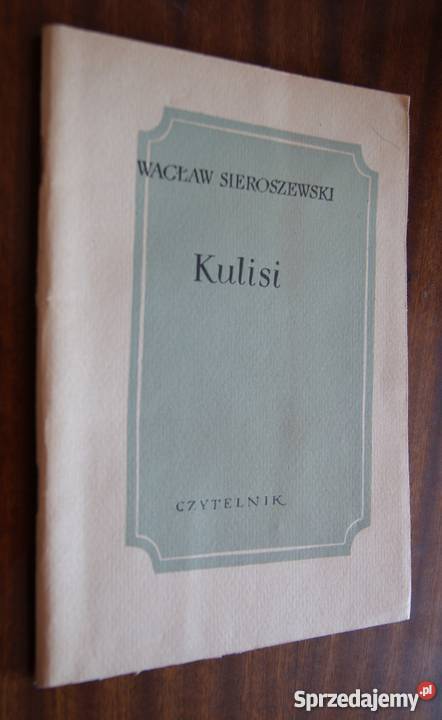 WACŁAW SIEROSZEWSKI
Kulisi
CZYTELNIK
Sprzedajemy.pl